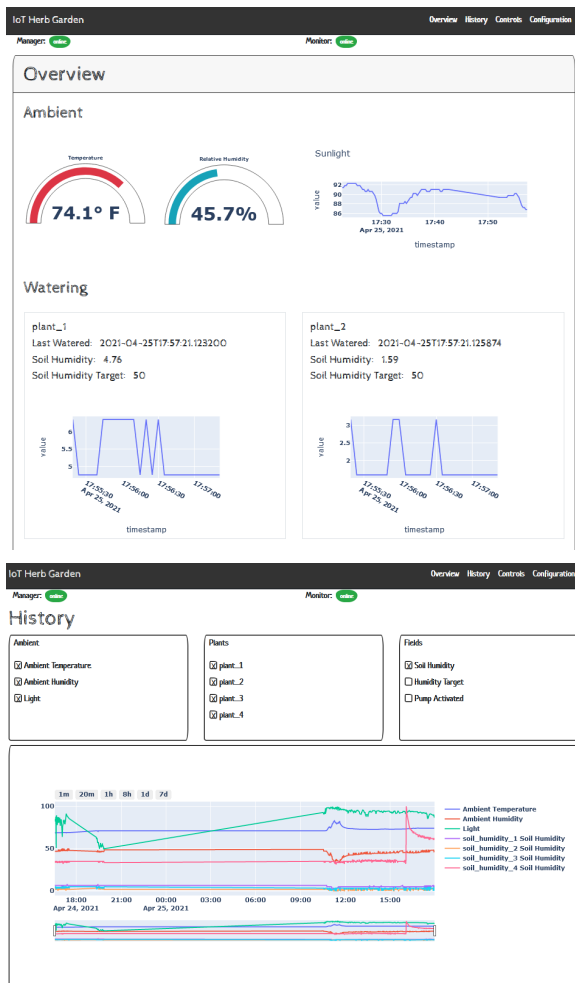 IoT Herb Garden Overview History Controls Configuration
Manager: online Monitor: online
Overview
Ambient
Temperature
74.1° F
Relative Humidity
45.7%
Sunlight
value
92
90
88
86
17:30 17:40 17:50
Apr 25, 2021
timestamp
Watering
plant_1
Last Watered: 2021-04-25T17:57:21.123200
Soil Humidity: 4.76
Soil Humidity Target: 50
value
6
5.5
5
17:55:30 17:56:00 17:56:30 17:57:00
Apr 25, 2021
timestamp
plant_2
Last Watered: 2021-04-25T17:57:21.125874
Soil Humidity: 1.59
Soil Humidity Target: 50
value
3
2.5
2
17:55:30 17:56:00 17:56:30 17:57:00
Apr 25, 2021
timestamp
IoT Herb Garden Overview History Controls Configuration
Manager: online Monitor: online
History
Ambient
Ambient Temperature
Ambient Humidity
Light
Plants
plant_1
plant_2
plant_3
plant_4
Fields
Soil Humidity
Humidity Target
Pump Activated
1m 20m 1h 8h 1d 7d
100
50
0
18:00 21:00 00:00 03:00 06:00 09:00 12:00 15:00
Apr 24, 2021 Apr 25, 2021
Ambient Temperature
Ambient Humidity
Light
soil_humidity_1 Soil Humidity
soil_humidity_2 Soil Humidity
soil_humidity_3 Soil Humidity
soil_humidity_4 Soil Humidity